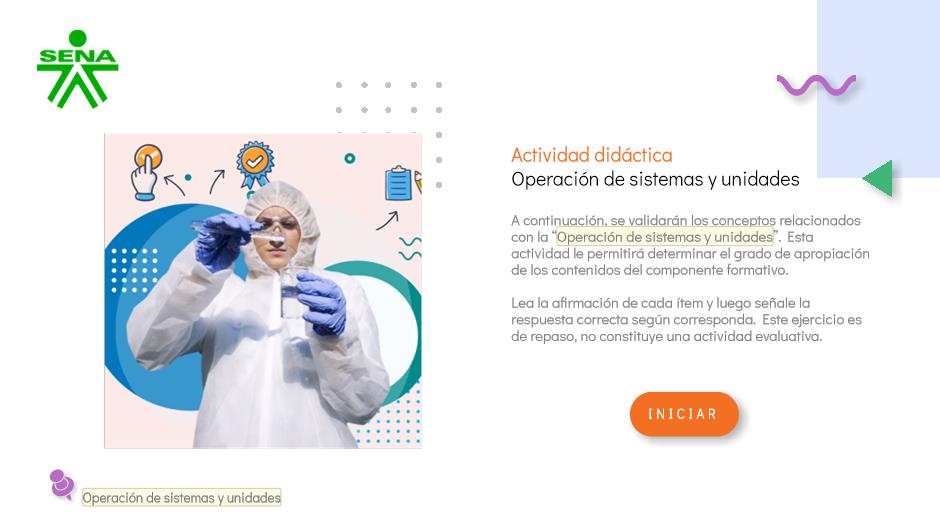 SENA
Actividad didáctica
Operación de sistemas y unidades
A continuación, se validarán los conceptos relacionados
con la “Operación de sistemas y unidades”. Esta
actividad le permitirá determinar el grado de apropiación
de los contenidos del componente formativo.
Lea la afirmación de cada ítem y luego señale la
respuesta correcta según corresponda. Este ejercicio es
de repaso, no constituye una actividad evaluativa.
INICIAR
Operación de sistemas y unidades